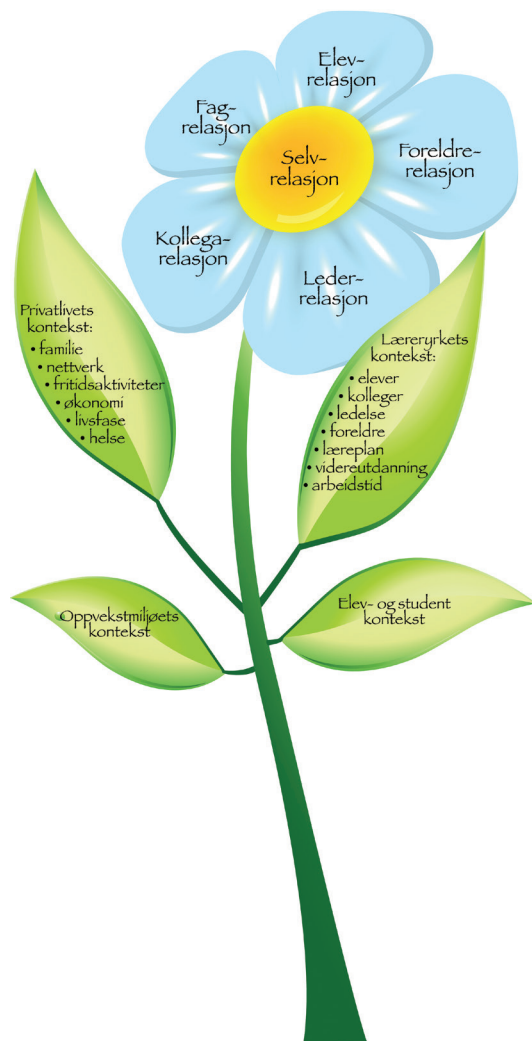 Elev-
relasjon
Fag-
relasjon
Selv-
relasjon
Foreldre-
relasjon
Kollega-
relasjon
Leder-
relasjon
Privatlivets
kontekst:
• familie
• nettverk
• fritidsaktiviteter
• økonomi
• livsfase
• helse
Læreryrkets
kontekst:
• elever
• kolleger
• ledelse
• foreldre
• læreplan
• videreutdanning
• arbeidstid
Oppvekstmiljøets
kontekst
Elev- og student
kontekst